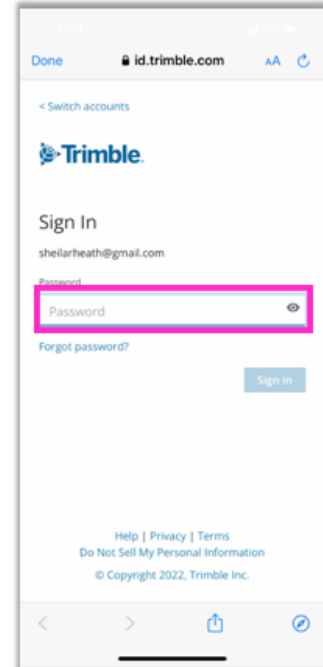 Done id.trimble.com AA
< Switch accounts
Trimble.
Sign In
sheilarheath@gmail.com
Password
Password
Forgot password?
Sign in
Help | Privacy | Terms
Do Not Sell My Personal Information
© Copyright 2022, Trimble Inc.